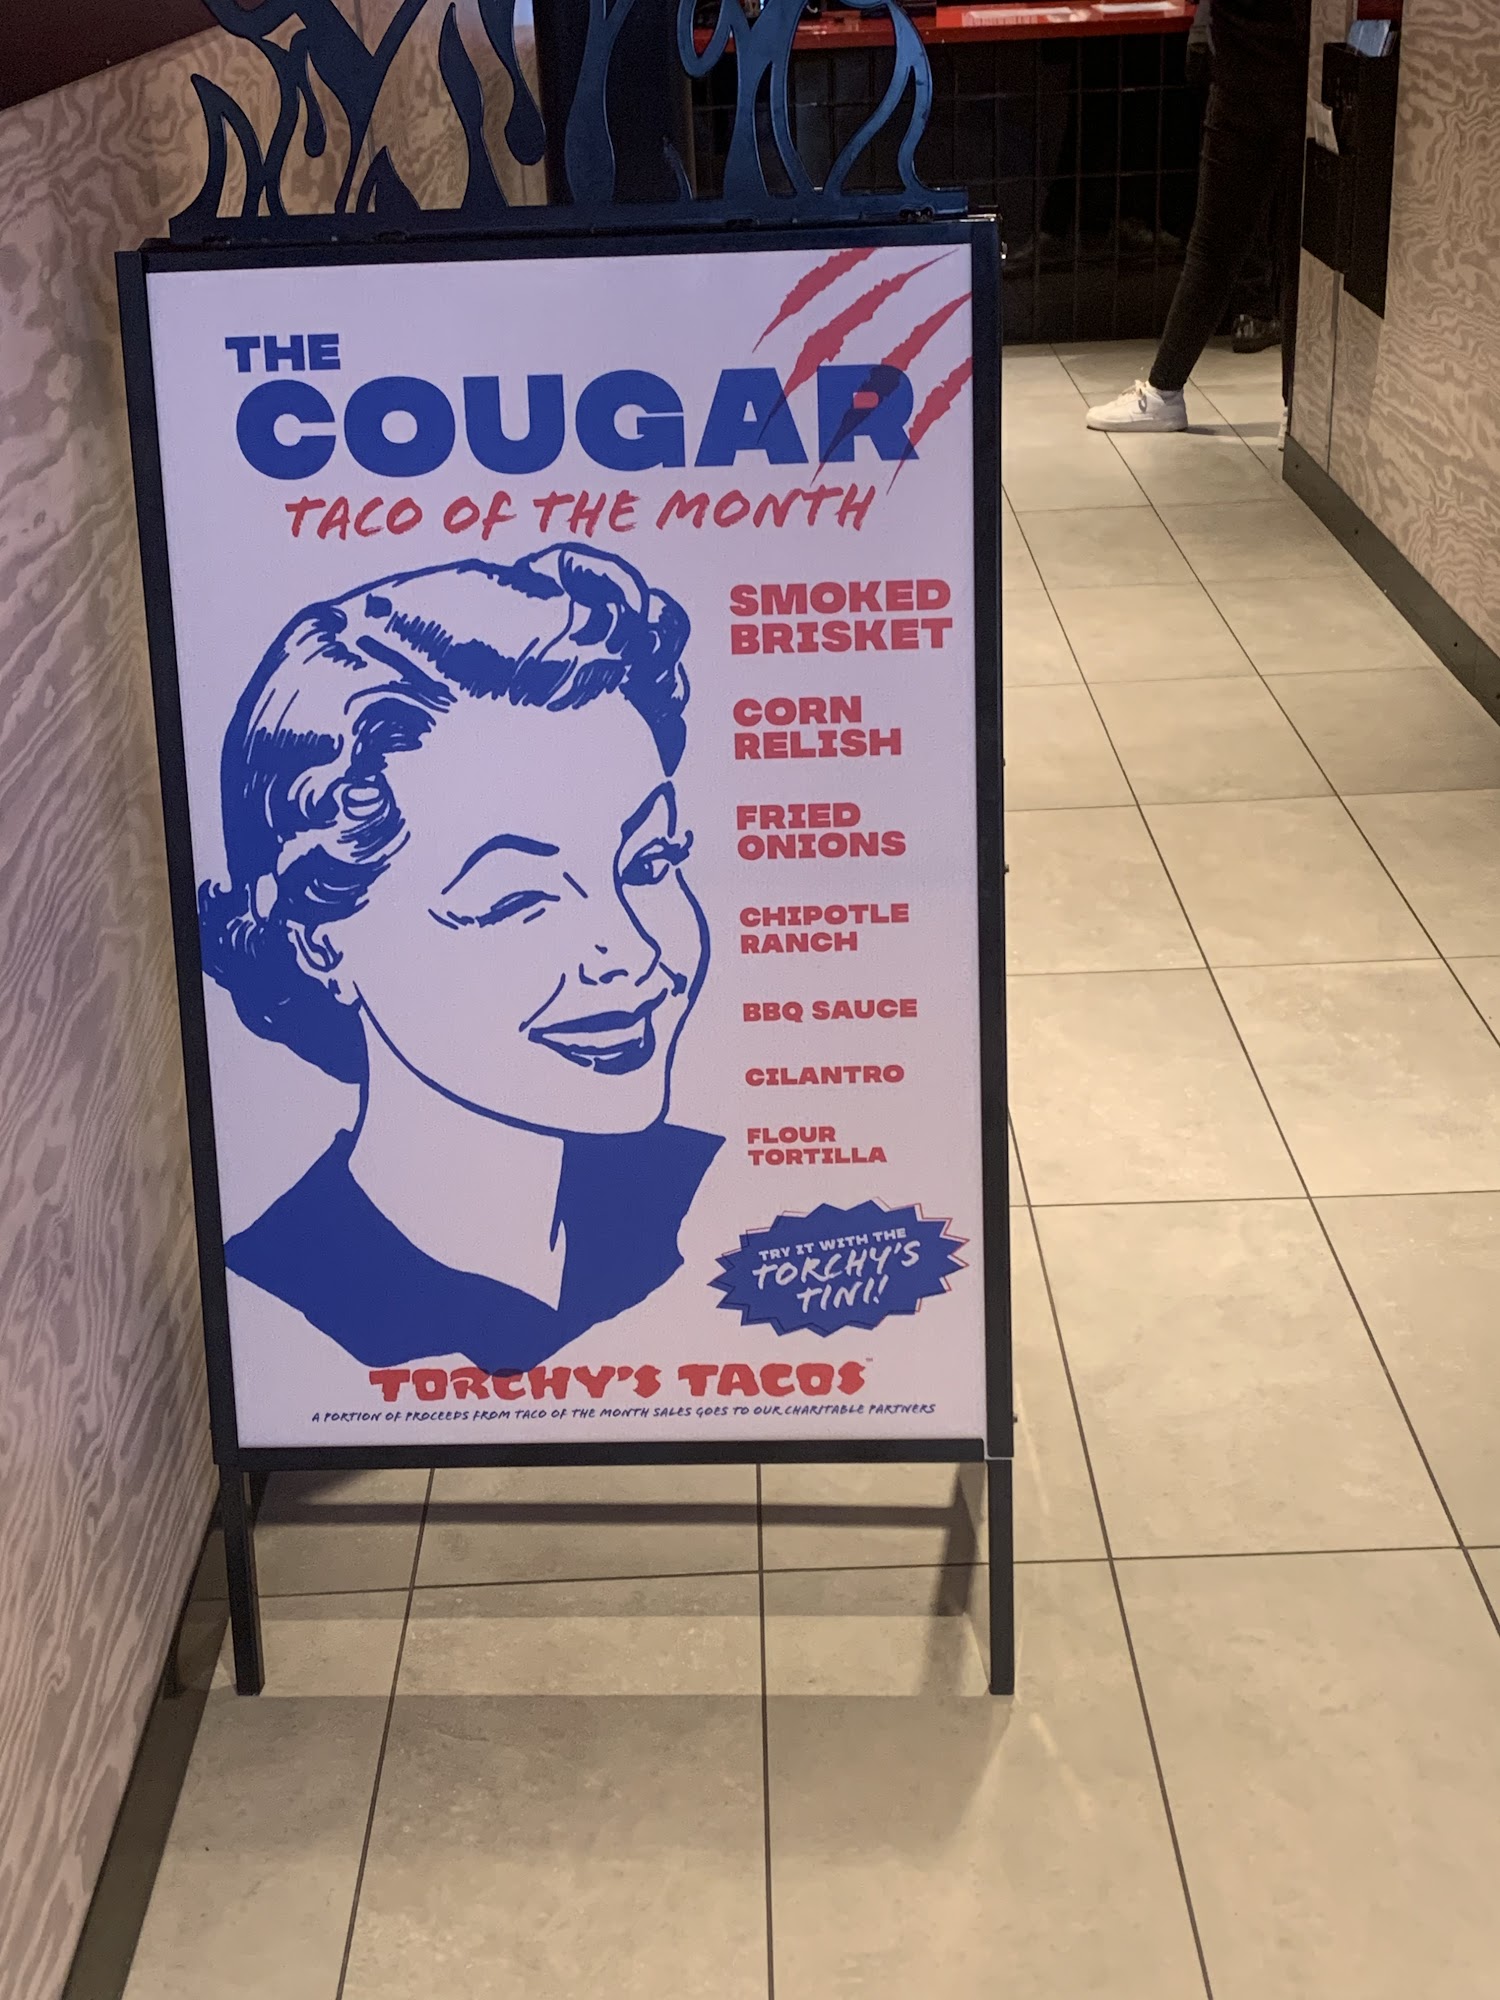 THE
COUGAR
TACO OF THE MONTH
SMOKED
BRISKET
CORN
RELISH
FRIED
ONIONS
CHIPOTLE
RANCH
BBQ SAUCE
CILANTRO
FLOUR
TORTILLA
TRY IT WITH THE
TORCHY'S
TINI!
TORCHY'S TACOS™
A PORTION OF PROCEEDS FROM TACO OF THE MONTH SALES GOES TO OUR CHARITABLE PARTNERS